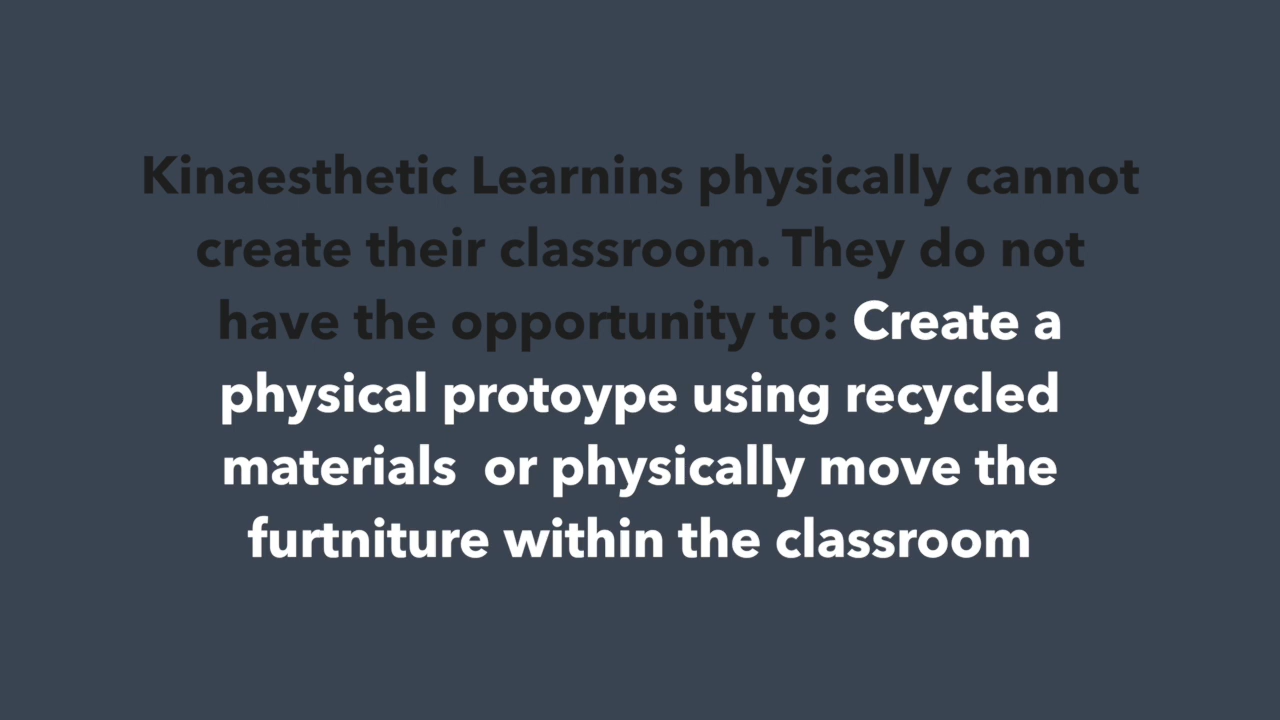 Kinaesthetic Learnins physically cannot
create their classroom. They do not
have the opportunity to: Create a
physical protoype using recycled
materials  or physically move the
furtniture within the classroom